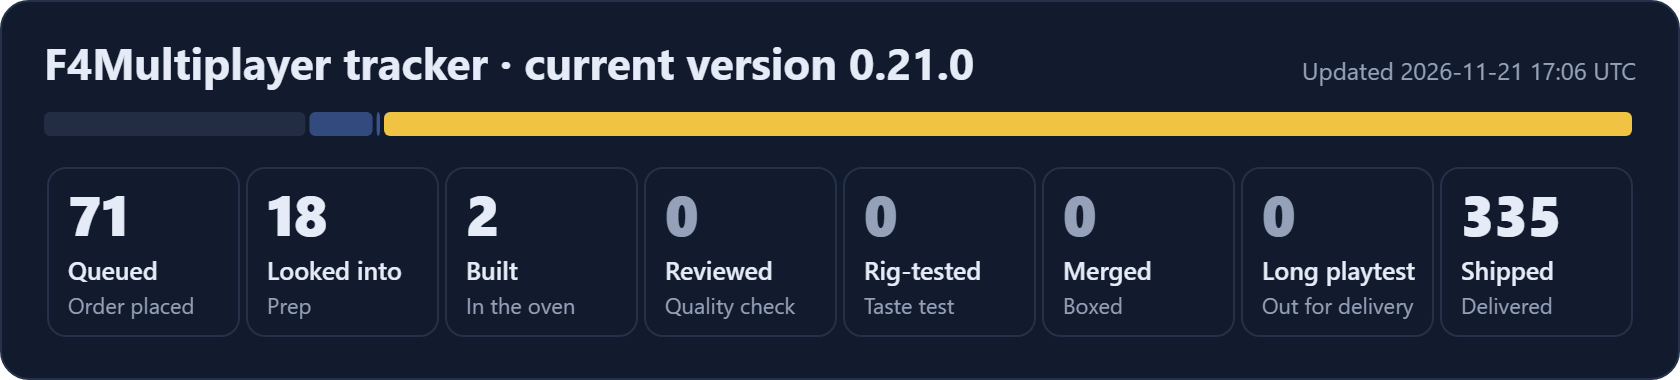 F4Multiplayer tracker · current version 0.21.0
Updated 2026-11-21 17:06 UTC
71
Queued
Order placed
18
Looked into
Prep
2
Built
In the oven
0
Reviewed
Quality check
0
Rig-tested
Taste test
0
Merged
Boxed
0
Long playtest
Out for delivery
335
Shipped
Delivered